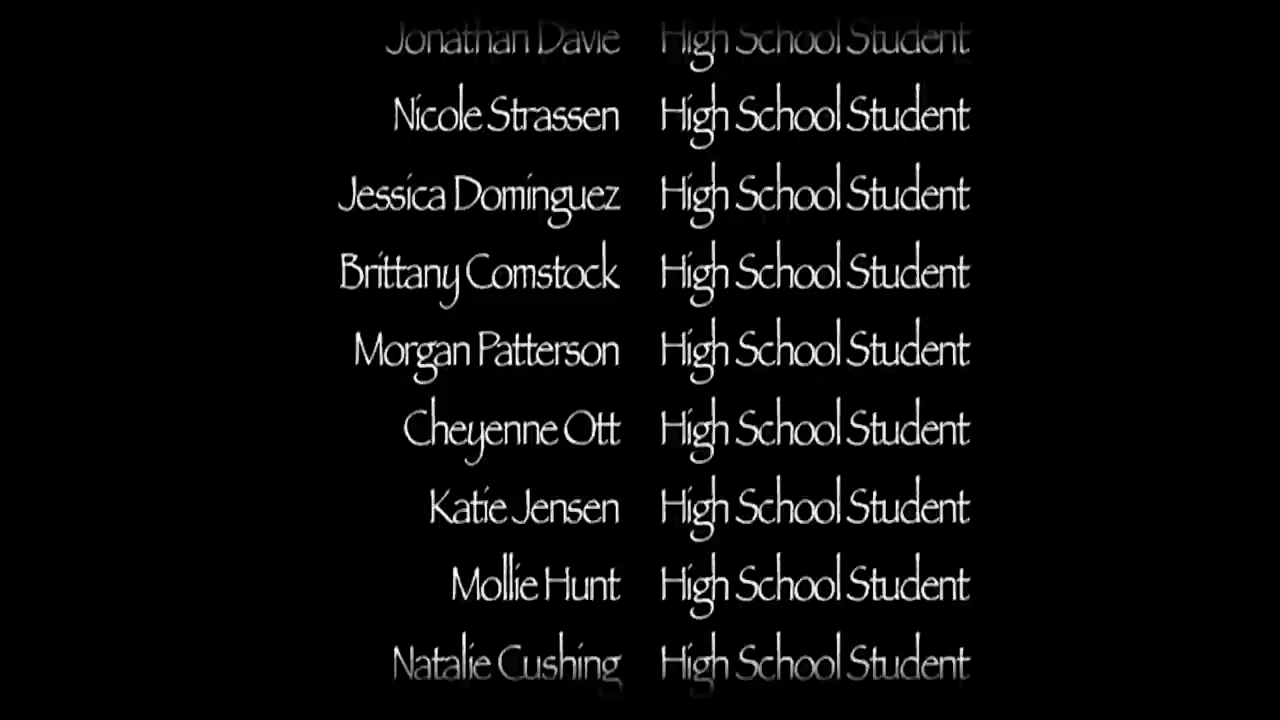 Jonathan Davie High School Student
Nicole Strassen High School Student
Jessica Dominguez High School Student
Brittany Comstock High School Student
Morgan Patterson High School Student
Cheyenne Ott High School Student
Katie Jensen High School Student
Mollie Hunt High School Student
Natalie Cushing High School Student